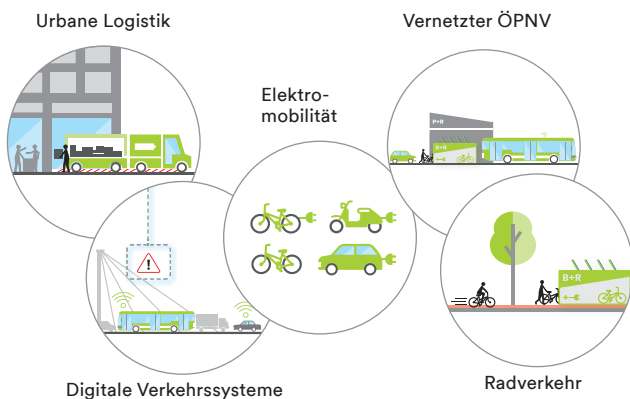 Urbane Logistik
Vernetzter ÖPNV
Elektro-
mobilität
P+R
B+R
B+R
Digitale Verkehrssysteme
Radverkehr